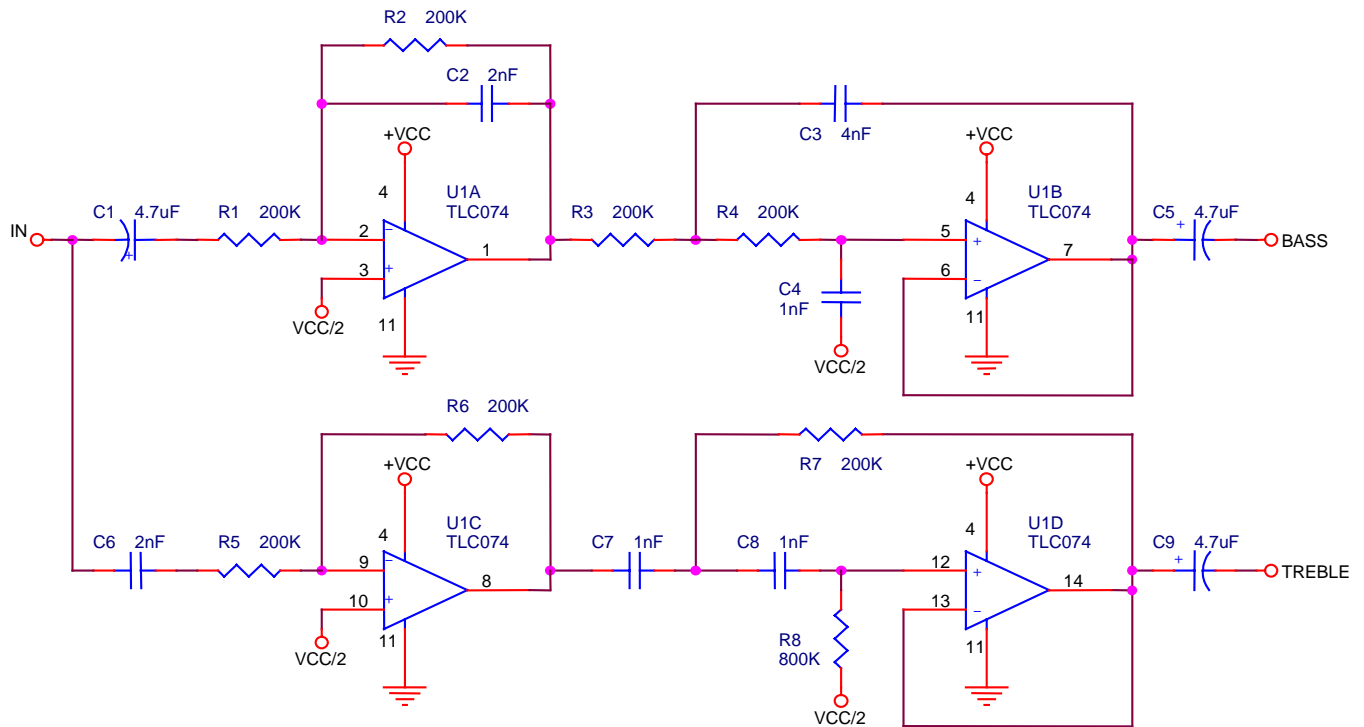 R2 200K
C2 2nF
+VCC
+VCC
C3 4nF
4
4
U1A
TLC074
U1B
TLC074
C1 4.7uF
R1 200K
R3 200K
R4 200K
C5 4.7uF
IN
+
2
−
1
5
+
7
+
BASS
3
+
6
−
C4
1nF
VCC/2
11
11
VCC/2
R6 200K
+VCC
R7 200K
+VCC
4
4
U1C
TLC074
U1D
TLC074
C6 2nF
R5 200K
C7 1nF
C8 1nF
C9 4.7uF
9
−
8
12
+
14
+
TREBLE
10
+
13
−
11
R8
800K
11
VCC/2
VCC/2